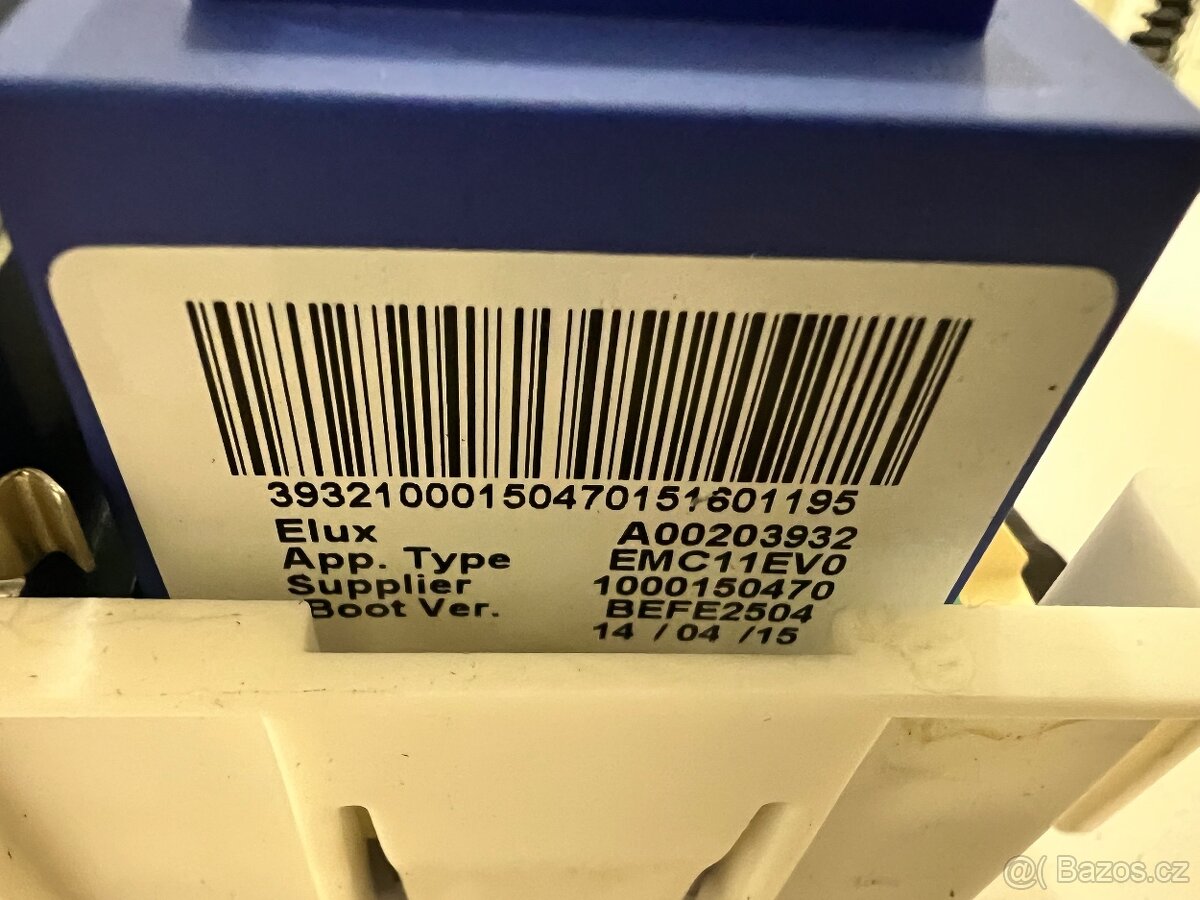 39321000150470151601195
Elux A00203932
App. Type EMC11EV0
Supplier 1000150470
Boot Ver. BEFE2504
14 / 04 /15
@( Bazos.cz